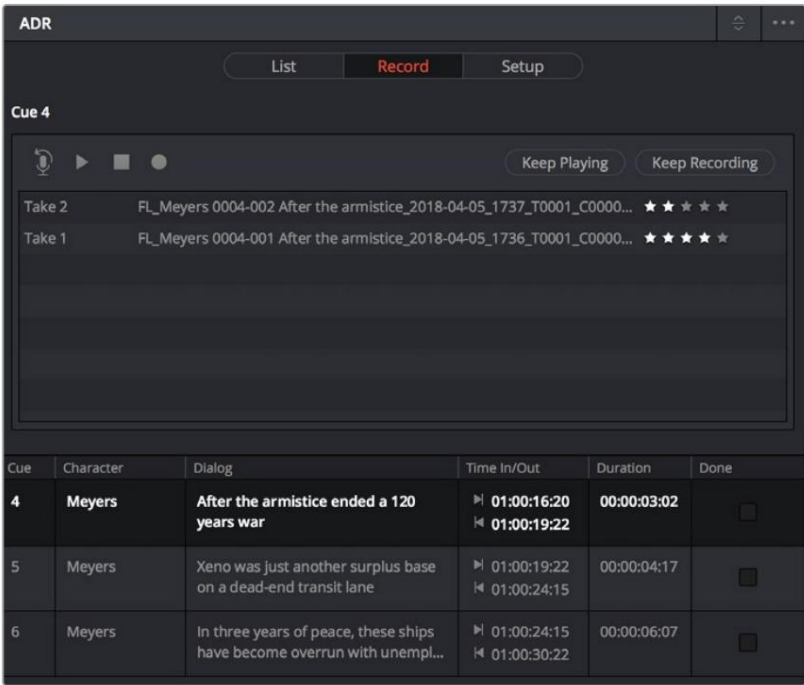 ADR
List Record Setup
Cue 4
Keep Playing Keep Recording
Take 2 FL_Meyers 0004-002 After the armistice_2018-04-05_1737_T0001_C0000...
Take 1 FL_Meyers 0004-001 After the armistice_2018-04-05_1736_T0001_C0000...
Cue Character Dialog Time In/Out Duration Done
4 Meyers After the armistice ended a 120 01:00:16:20 00:00:03:02
years war 01:00:19:22
5 Meyers Xeno was just another surplus base 01:00:19:22 00:00:04:17
on a dead-end transit lane 01:00:24:15
6 Meyers In three years of peace, these ships 01:00:24:15 00:00:06:07
have become overrun with unempl... 01:00:30:22